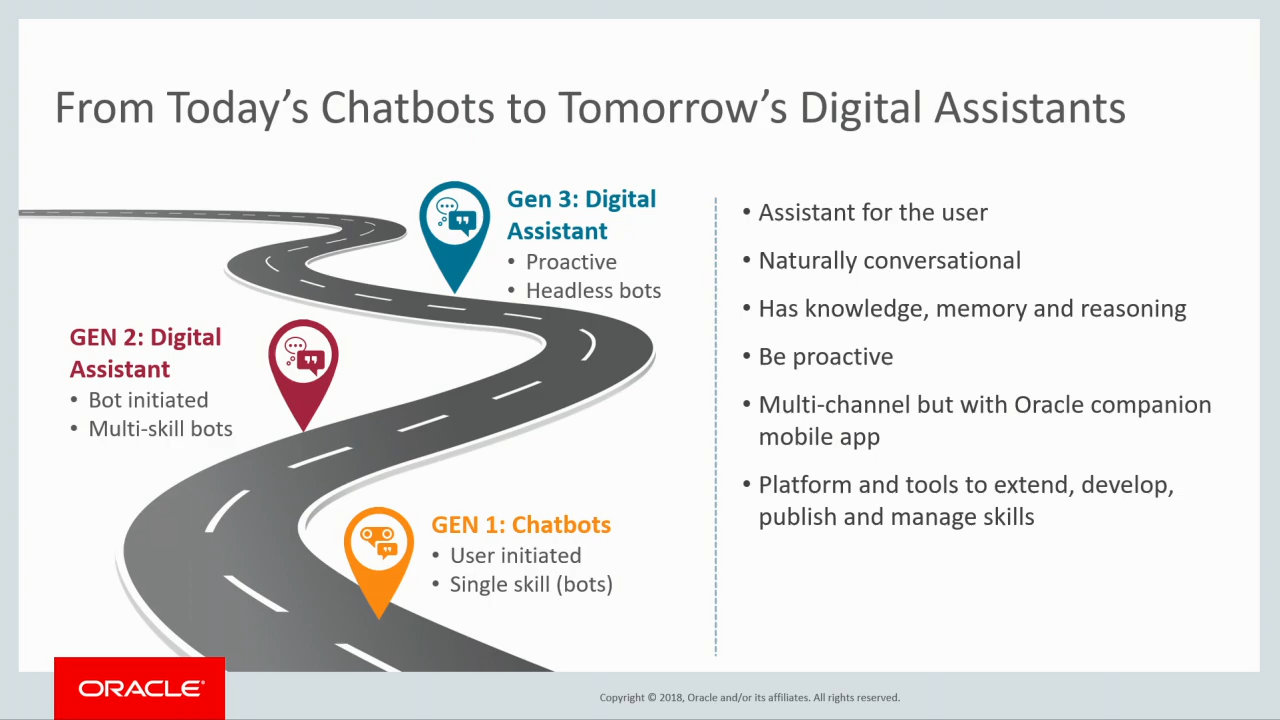 From Today's Chatbots to Tomorrow's Digital Assistants
Gen 3: Digital
Assistant
• Proactive
• Headless bots
GEN 2: Digital
Assistant
• Bot initiated
• Multi-skill bots
GEN 1: Chatbots
• User initiated
• Single skill (bots)
• Assistant for the user
• Naturally conversational
• Has knowledge, memory and reasoning
• Be proactive
• Multi-channel but with Oracle companion
mobile app
• Platform and tools to extend, develop,
publish and manage skills
ORACLE®
Copyright © 2018, Oracle and/or its affiliates. All rights reserved.